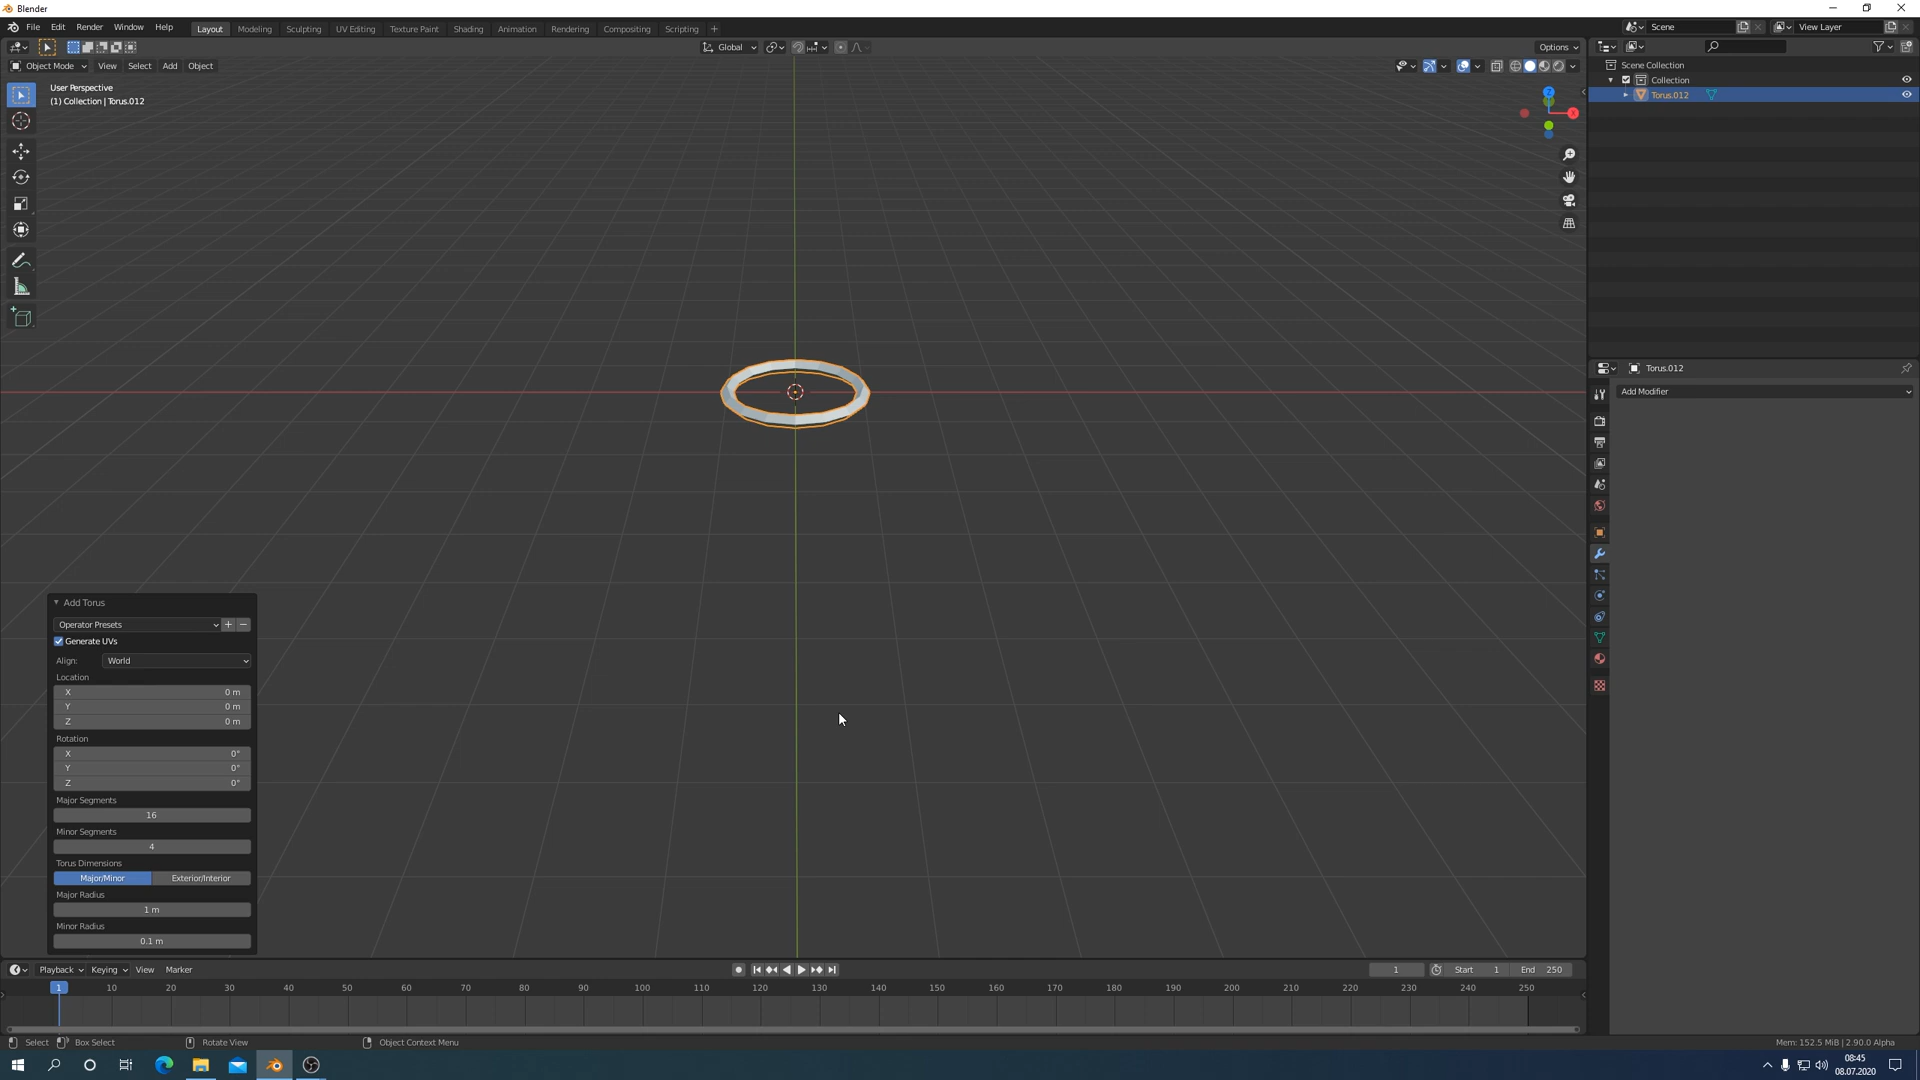 Blender
File Edit Render Window Help Layout Modeling Sculpting UV Editing Texture Paint Shading Animation Rendering Compositing Scripting + Scene View Layer
Global Options
Object Mode View Select Add Object
User Perspective
(1) Collection | Torus.012
Z
X
Scene Collection
Collection
Torus.012
Torus.012
Add Modifier
Add Torus
Operator Presets
Generate UVs
Align: World
Location
X 0 m
Y 0 m
Z 0 m
Rotation
X 0°
Y 0°
Z 0°
Major Segments
16
Minor Segments
4
Torus Dimensions
Major/Minor Exterior/Interior
Major Radius
1 m
Minor Radius
0.1 m
Playback Keying View Marker 1 Start 1 End 250
1 10 20 30 40 50 60 70 80 90 100 110 120 130 140 150 160 170 180 190 200 210 220 230 240 250
Select Box Select Rotate View Object Context Menu Mem: 152.5 MiB | 2.90.0 Alpha
08:45
08.07.2020